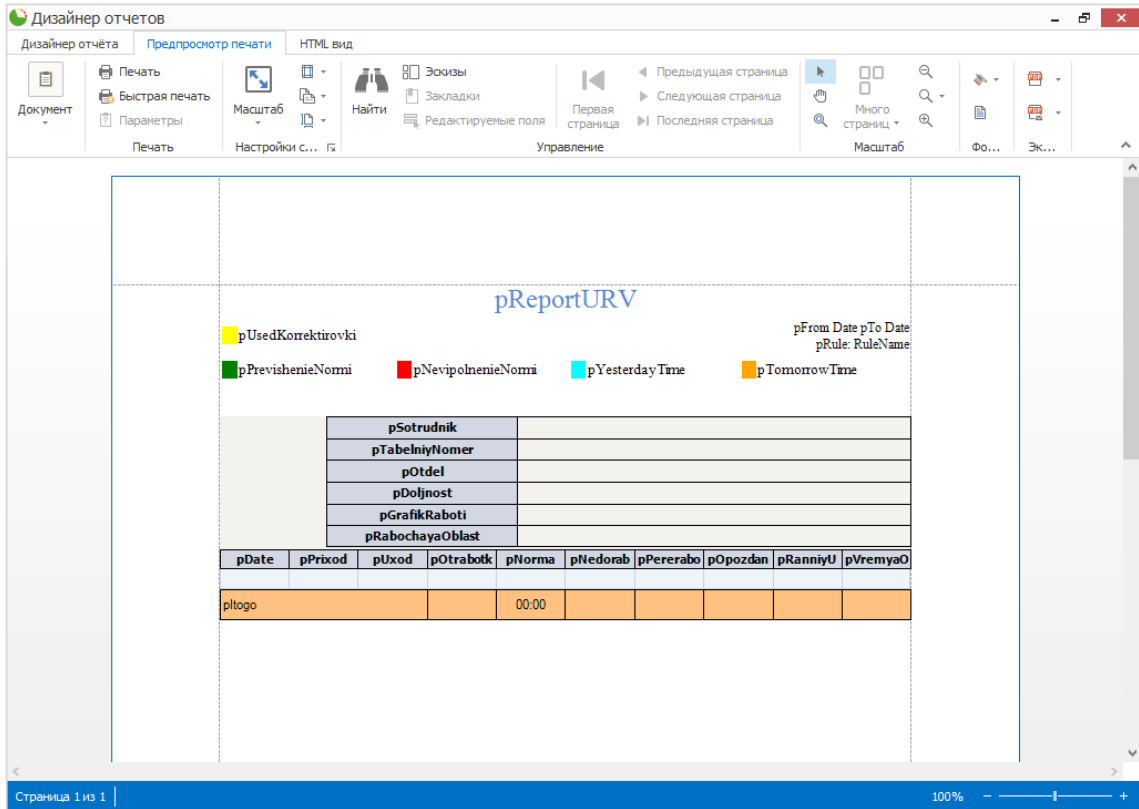 Дизайнер отчетов
Дизайнер отчёта Предпросмотр печати HTML вид
Документ
Печать
Быстрая печать
Параметры
Печать
Масштаб
Настройки с...
Найти
Эскизы
Закладки
Редактируемые поля
Первая страница
Предыдущая страница
Следующая страница
Последняя страница
Управление
Много страниц
Масштаб
Фо...
Эк...
pReportURV
pUsedKorrektirovki
pFrom Date pTo Date
pRule: RuleName
pPrevishenieNormi pNevipolnenieNormi pYesterdayTime pTomorrowTime
pSotrudnik
pTabelniyNomer
pOtdel
pDoljnost
pGrafikRaboti
pRabochayaOblast
pDate pPrixod pUxod pOtrabotk pNorma pNedorab pPererabo pOpozdan pRanniyU pVremyaO
pItogo 00:00
Страница 1 из 1 100%